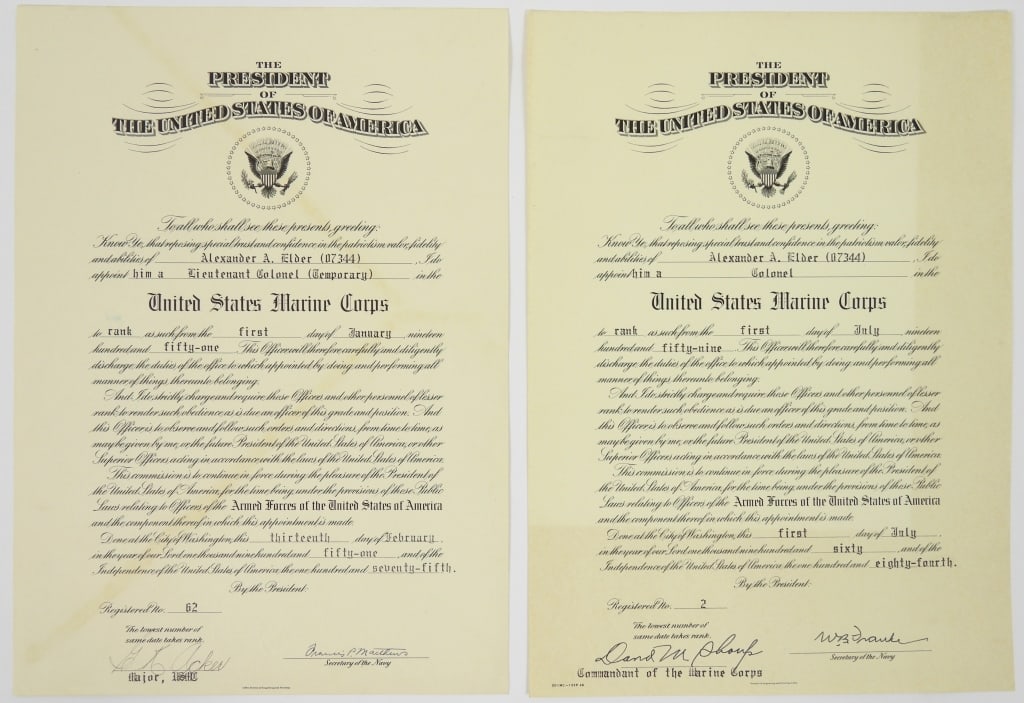 THE
PRESIDENT
OF
THE UNITED STATES OF AMERICA
To all who shall see these presents, greeting:
Know Ye, that reposing special trust and confidence in the patriotism valor, fidelity
and abilities of Alexander A. Elder (07344) , I do
appoint him a Lieutenant Colonel (Temporary) in the
United States Marine Corps
to rank as such from the first day of January nineteen
hundred and fifty-one . This Officer will therefore carefully and diligently
discharge the duties of the office to which appointed by doing and performing all
manner of things thereunto belonging.
And I do strictly charge and require those Officers and other personnel of lesser
rank to render such obedience as is due an officer of this grade and position. And
this Officer is to observe and follow such orders and directions, from time to time, as
may be given by me, or the future President of the United States of America, or other
Superior Officers acting in accordance with the laws of the United States of America.
This commission is to continue in force during the pleasure of the President of
the United States of America, for the time being, under the provisions of those Public
Laws relating to Officers of the Armed Forces of the United States of America
and the component thereof in which this appointment is made.
Done at the City of Washington, this thirteenth day of February
in the year of our Lord one thousand nine hundred and fifty-one and of the
Independence of the United States of America the one hundred and seventy-fifth.
By the President:
Registered No. 62
The lowest number of
same date takes rank.
Francis P. Matthews
Secretary of the Navy
Major, USMC
THE
PRESIDENT
OF
THE UNITED STATES OF AMERICA
To all who shall see these presents, greeting:
Know Ye, that reposing special trust and confidence in the patriotism valor, fidelity
and abilities of Alexander A. Elder (07344) , I do
appoint him a Colonel in the
United States Marine Corps
to rank as such from the first day of July nineteen
hundred and fifty-nine . This Officer will therefore carefully and diligently
discharge the duties of the office to which appointed by doing and performing all
manner of things thereunto belonging.
And I do strictly charge and require those Officers and other personnel of lesser
rank to render such obedience as is due an officer of this grade and position. And
this Officer is to observe and follow such orders and directions, from time to time, as
may be given by me, or the future President of the United States of America, or other
Superior Officers acting in accordance with the laws of the United States of America.
This commission is to continue in force during the pleasure of the President of
the United States of America, for the time being, under the provisions of those Public
Laws relating to Officers of the Armed Forces of the United States of America
and the component thereof in which this appointment is made.
Done at the City of Washington, this first day of July
in the year of our Lord one thousand nine hundred and sixty and of the
Independence of the United States of America the one hundred and eighty-fourth.
By the President:
Registered No. 2
The lowest number of
same date takes rank.
W B Franke
Secretary of the Navy
David M Shoup
Commandant of the Marine Corps